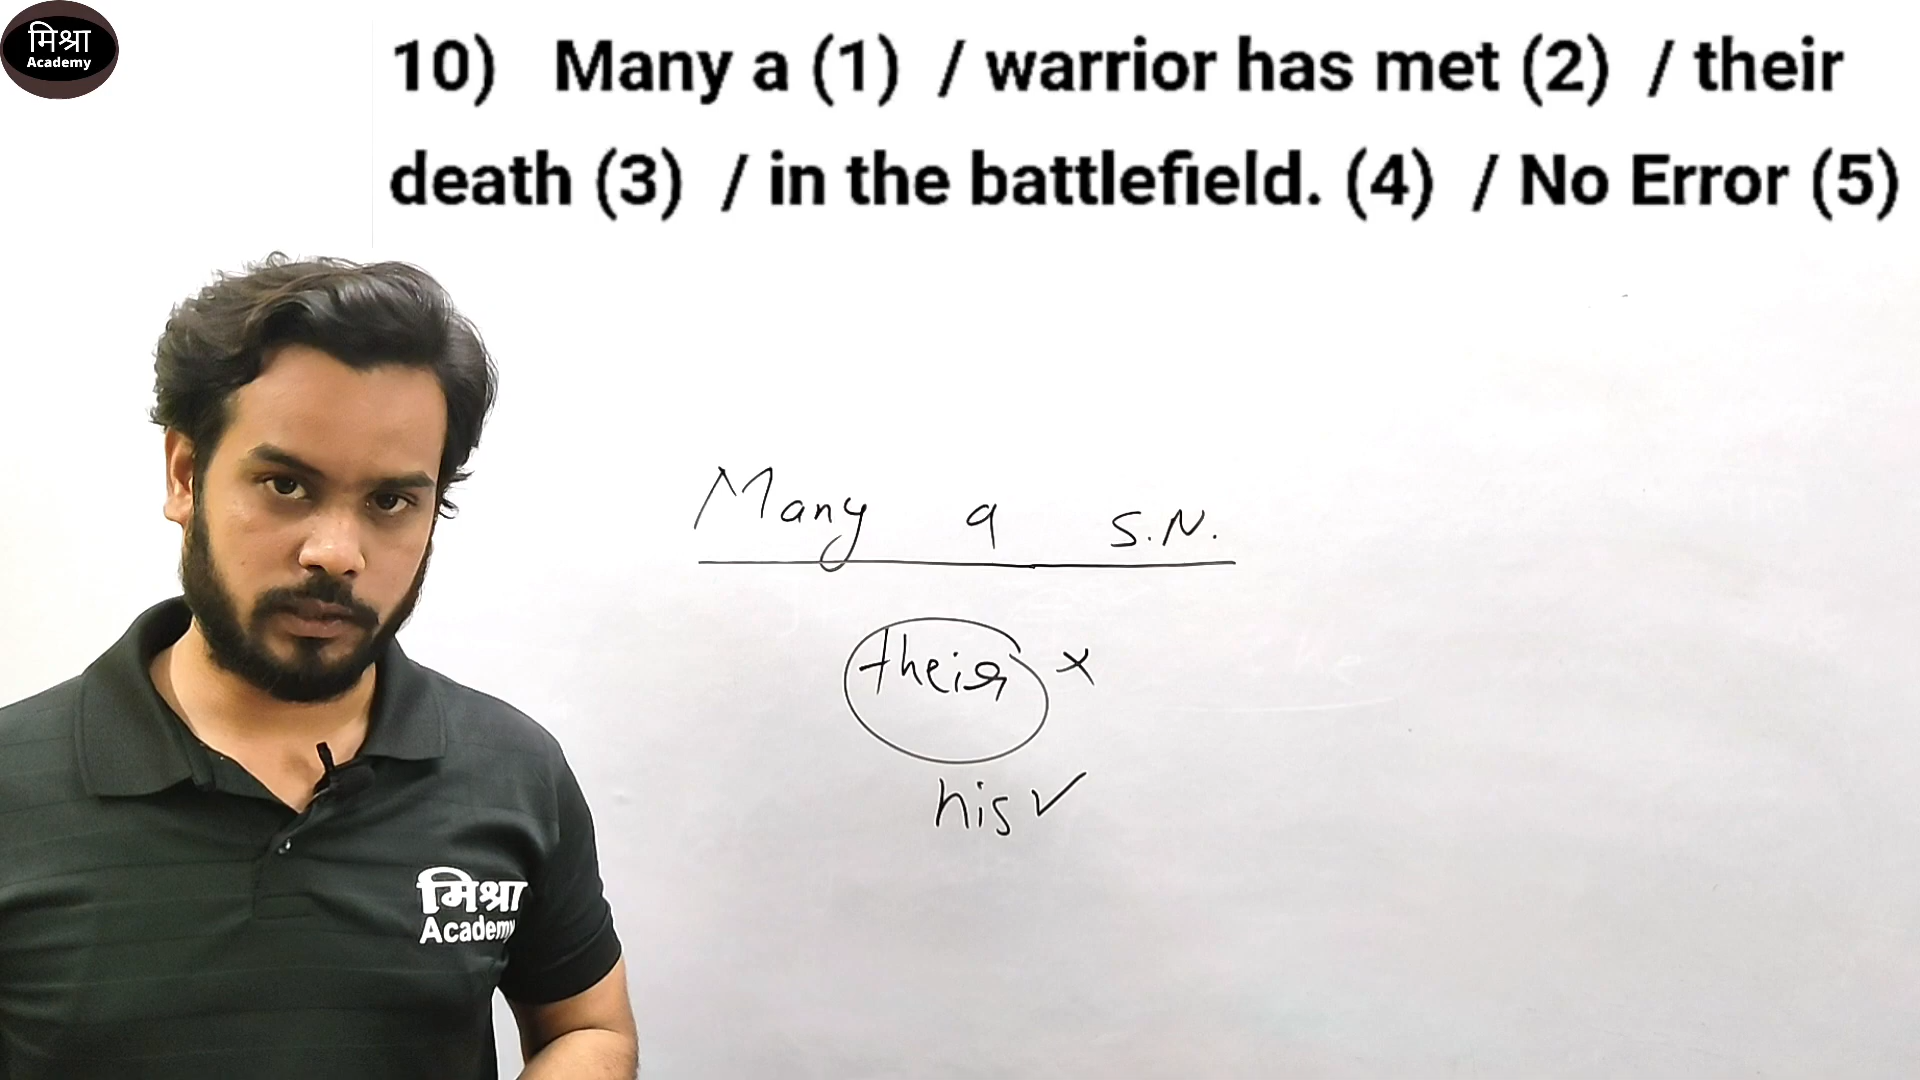 मिश्रा
Academy
10) Many a (1) / warrior has met (2) / their
death (3) / in the battlefield. (4) / No Error (5)
Many a S.N.
their ×
his ✓
मिश्रा
Academy